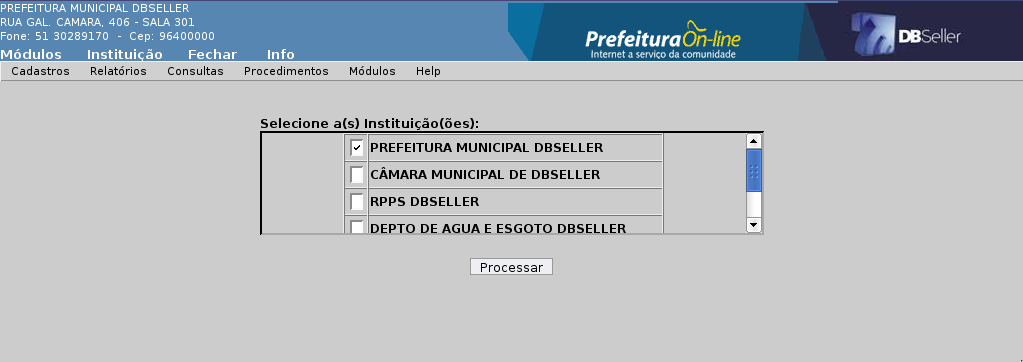 PREFEITURA MUNICIPAL DBSELLER
RUA GAL. CAMARA, 406 - SALA 301
Fone: 51 30289170 - Cep: 96400000
Módulos Instituição Fechar Info
Prefeitura On-line
Internet a serviço da comunidade
DBSeller
Cadastros Relatórios Consultas Procedimentos Módulos Help
Selecione a(s) Instituição(ões):
PREFEITURA MUNICIPAL DBSELLER
CÂMARA MUNICIPAL DE DBSELLER
RPPS DBSELLER
DEPTO DE AGUA E ESGOTO DBSELLER
Processar